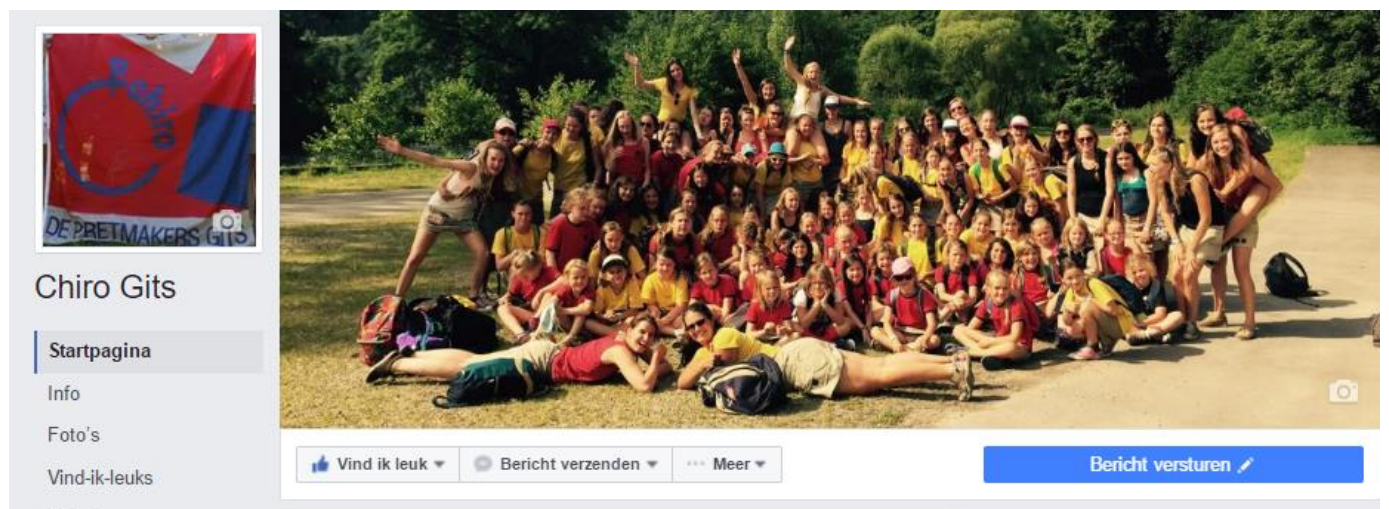 chiro
DE PRETMAKERS GITS
Chiro Gits
Startpagina
Info
Foto's
Vind-ik-leuks
Vind ik leuk
Bericht verzenden
Meer
Bericht versturen